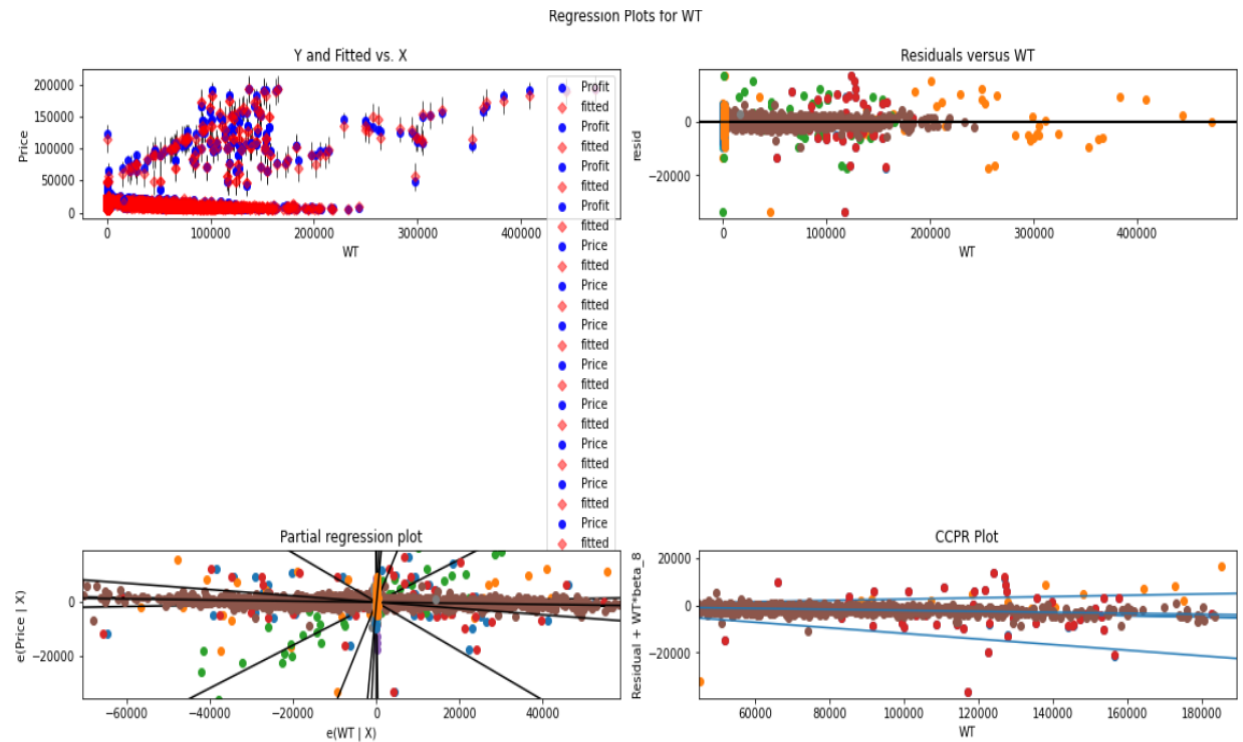 Regression Plots for WT
Y and Fitted vs. X
200000
150000
100000
50000
0
Price
0
100000
200000
300000
400000
WT
Profit
fitted
Profit
fitted
Profit
fitted
Profit
fitted
Price
fitted
Price
fitted
Price
fitted
Price
fitted
Price
fitted
Price
fitted
Price
fitted
Price
fitted
Residuals versus WT
0
−20000
resid
0
100000
200000
300000
400000
WT
Partial regression plot
0
−20000
e(Price | X)
−60000
−40000
−20000
0
20000
40000
e(WT | X)
CCPR Plot
20000
0
−20000
Residual + WT*beta_8
60000
80000
100000
120000
140000
160000
180000
WT